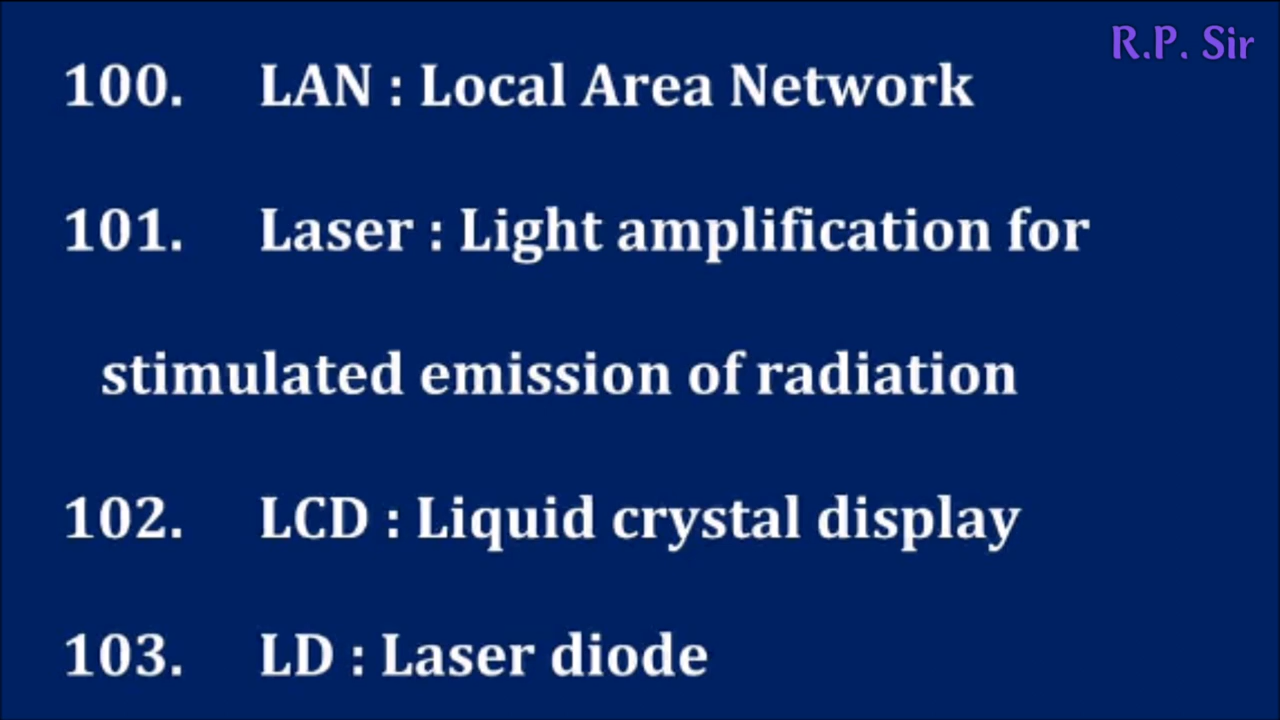 R.P. Sir
100. LAN : Local Area Network
101. Laser : Light amplification for
stimulated emission of radiation
102. LCD : Liquid crystal display
103. LD : Laser diode